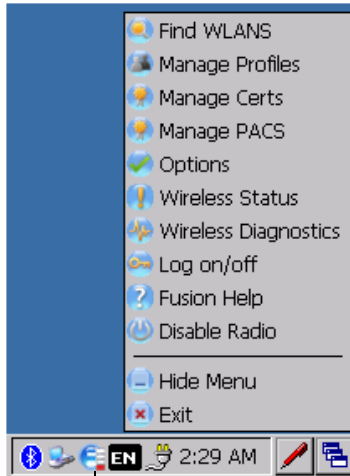 Find WLANS
Manage Profiles
Manage Certs
Manage PACS
Options
Wireless Status
Wireless Diagnostics
Log on/off
Fusion Help
Disable Radio
Hide Menu
Exit
EN 2:29 AM